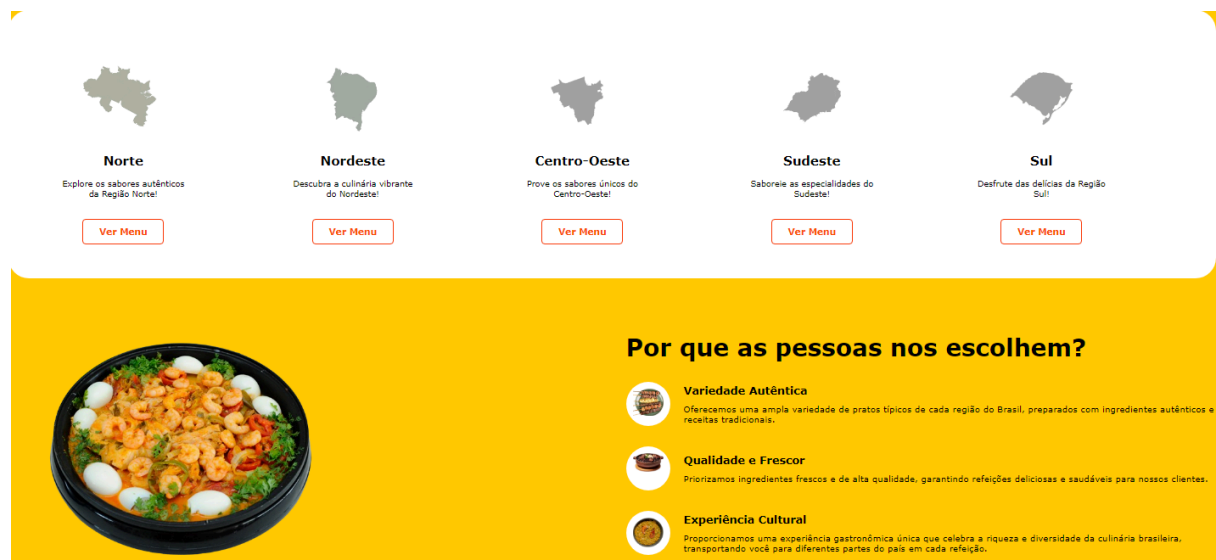 Norte
Explore os sabores autênticos
da Região Norte!
Ver Menu
Nordeste
Descubra a culinária vibrante
do Nordeste!
Ver Menu
Centro-Oeste
Prove os sabores únicos do
Centro-Oeste!
Ver Menu
Sudeste
Saboreie as especialidades do
Sudeste!
Ver Menu
Sul
Desfrute das delícias da Região
Sul!
Ver Menu
Por que as pessoas nos escolhem?
Variedade Autêntica
Oferecemos uma ampla variedade de pratos típicos de cada região do Brasil, preparados com ingredientes autênticos e
receitas tradicionais.
Qualidade e Frescor
Priorizamos ingredientes frescos e de alta qualidade, garantindo refeições deliciosas e saudáveis para nossos clientes.
Experiência Cultural
Proporcionamos uma experiência gastronômica única que celebra a riqueza e diversidade da culinária brasileira,
transportando você para diferentes partes do país em cada refeição.